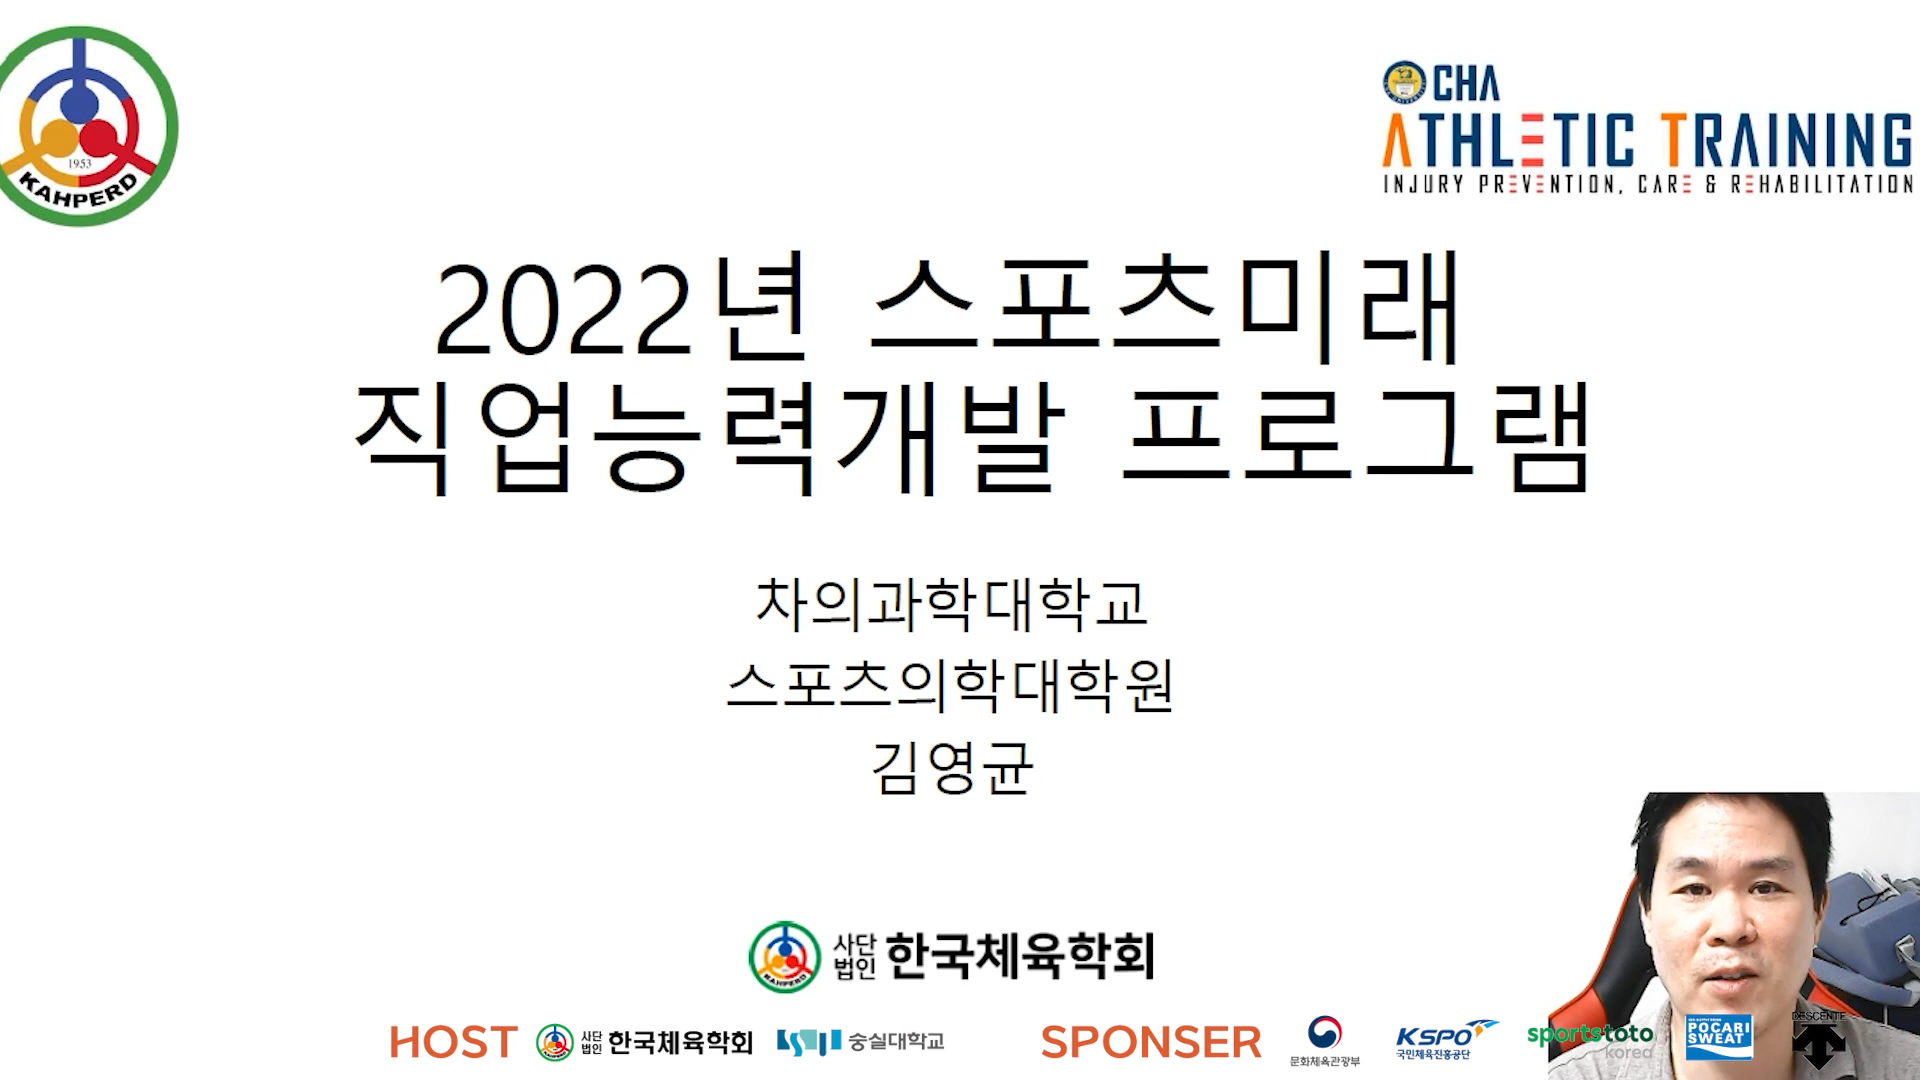 1953
KAHPERD
CHA
ATHLETIC TRAINING
INJURY PREVENTION, CARE & REHABILITATION
2022년 스포츠미래
직업능력개발 프로그램
차의과학대학교
스포츠의학대학원
김영균
KAHPERD
사단
법인 한국체육학회
HOST
사단
법인 한국체육학회
숭실대학교
SPONSER
문화체육관광부
KSPO
국민체육진흥공단
sportstoto
korea
POCARI
SWEAT
DESCENTE